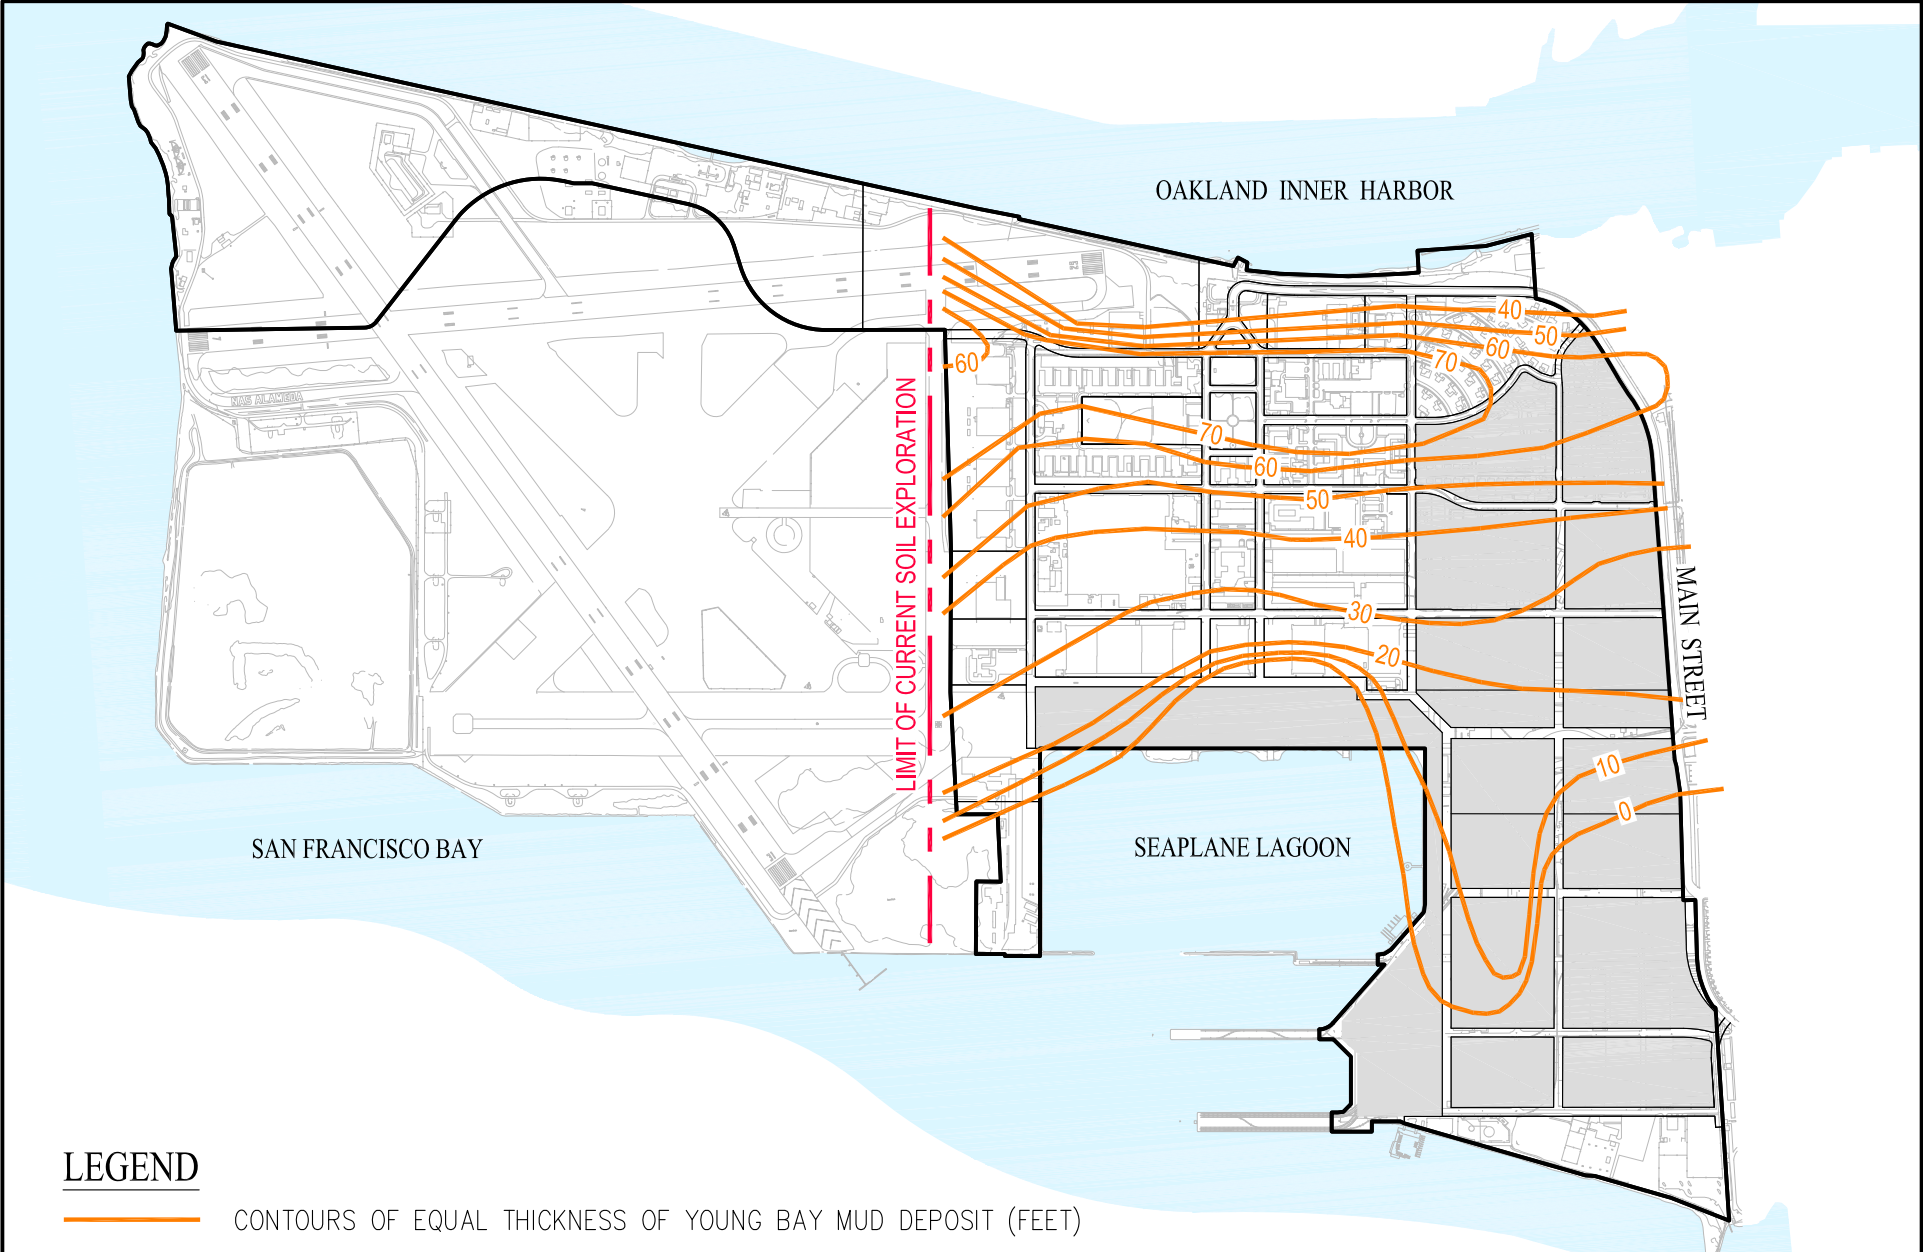 OAKLAND INNER HARBOR
40
50
60
70
60
NAS ALAMEDA
LIMIT OF CURRENT SOIL EXPLORATION
70
60
50
40
30
20
MAIN STREET
10
0
SAN FRANCISCO BAY
SEAPLANE LAGOON
LEGEND
CONTOURS OF EQUAL THICKNESS OF YOUNG BAY MUD DEPOSIT (FEET)